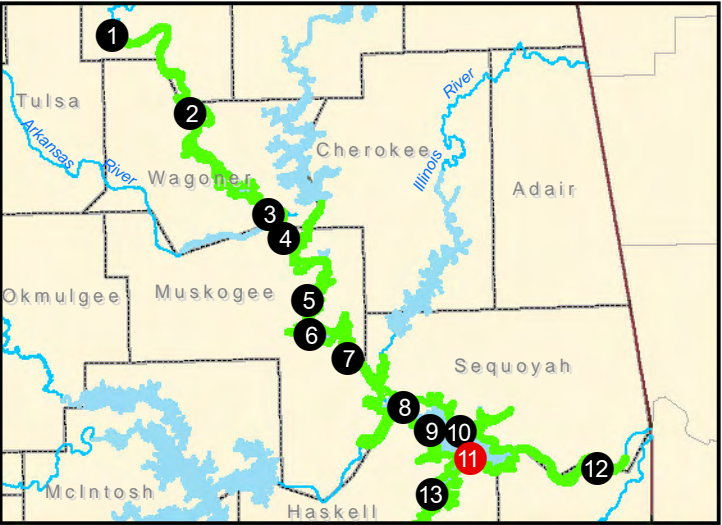 1
River
Tulsa
2
Arkansas
River
Cherokee
Illinois
Wagoner
Adair
3
4
Okmulgee
Muskogee
5
6
7
Sequoyah
8
9
10
11
12
McIntosh
13
Haskell